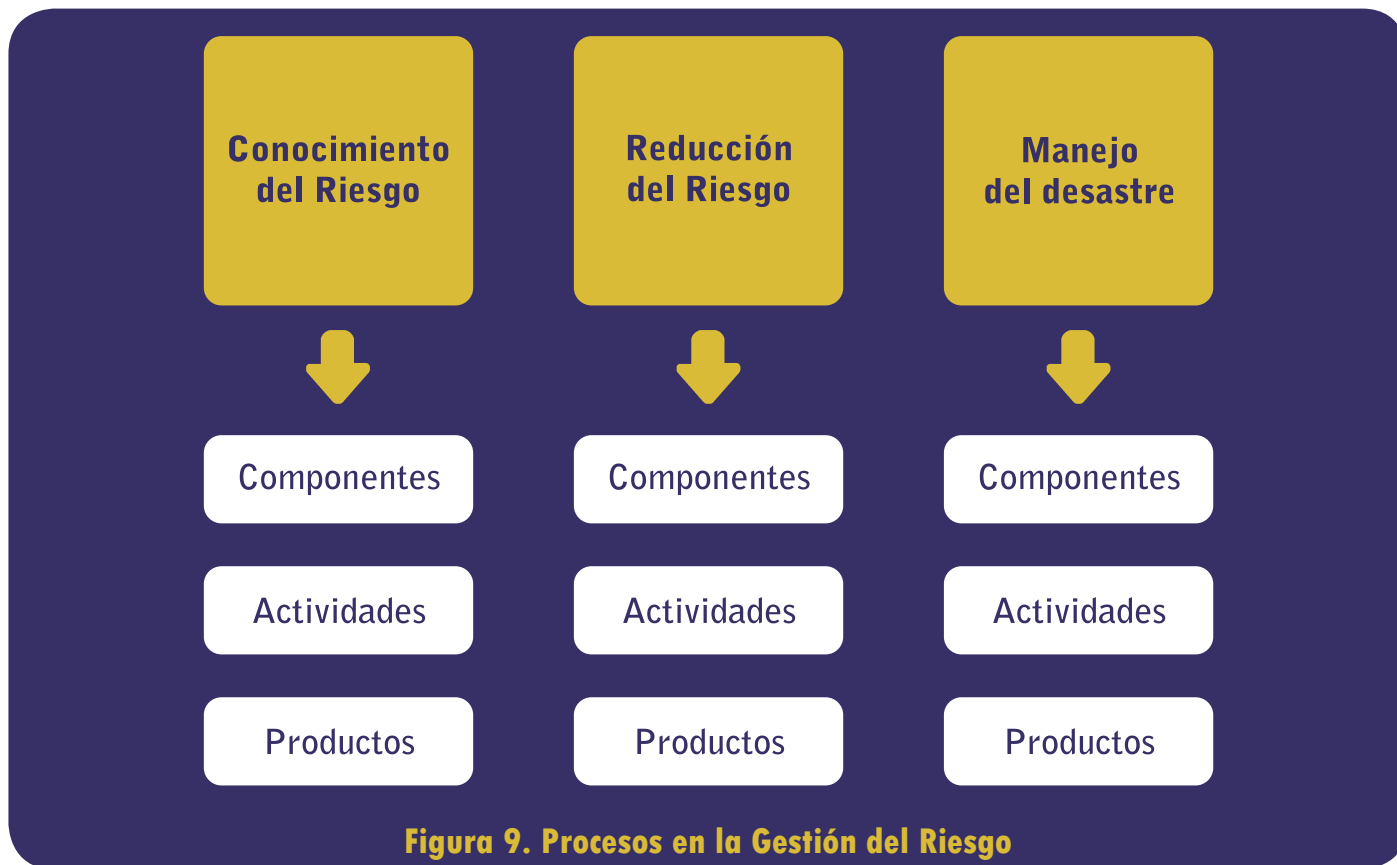 Conocimiento
del Riesgo
Reducción
del Riesgo
Manejo
del desastre
Componentes
Componentes
Componentes
Actividades
Actividades
Actividades
Productos
Productos
Productos
Figura 9. Procesos en la Gestión del Riesgo